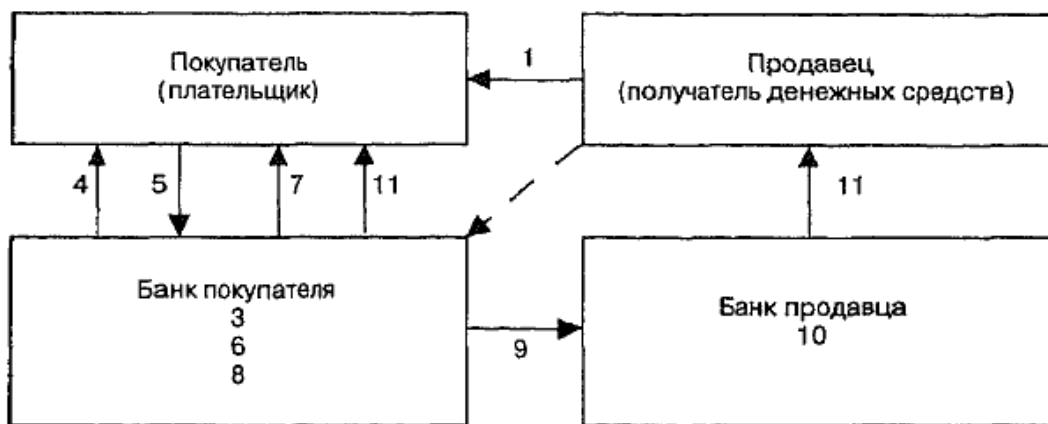 Покупатель
(плательщик)
1
Продавец
(получатель денежных средств)
4
5
7
11
11
Банк покупателя
3
6
8
9
Банк продавца
10